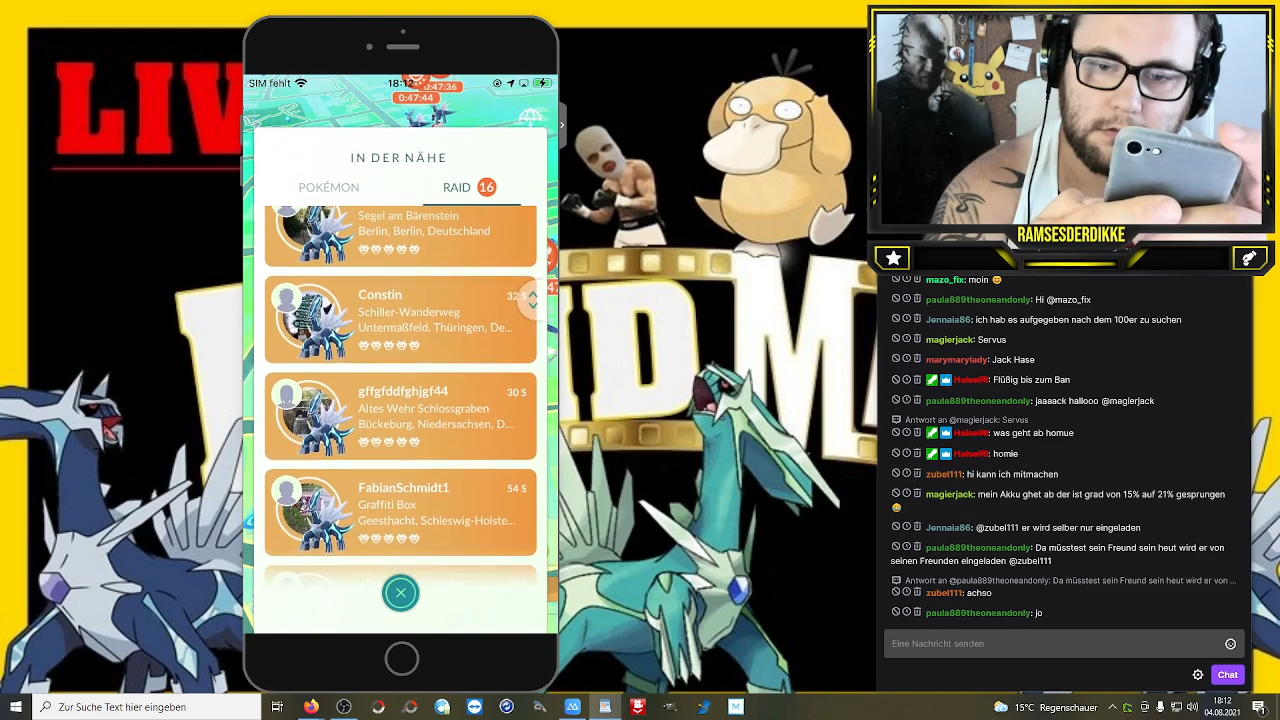 LIV
SIM fehlt
18:12
0:47:36
0:47:44
IN DER NÄHE
POKÉMON
RAID 16
Segel am Bärenstein
Berlin, Berlin, Deutschland
Constin
32 S
Schiller-Wanderweg
Untermaßfeld, Thüringen, De...
gffgfddfghjgf44
30 S
Altes Wehr Schlossgraben
Bückeburg, Niedersachsen, D...
FabianSchmidt1
54 S
Graffiti Box
Geesthacht, Schleswig-Holste...
RAMSESDERDIKKE
mazo_fix: moin
paula889theoneandonly: Hi @mazo_fix
Jennaia86: ich hab es aufgegeben nach dem 100er zu suchen
magierjack: Servus
marymarylady: Jack Hase
HaiselRl: Flüßig bis zum Ban
paula889theoneandonly: jaaack hallooo @magierjack
Antwort an @magierjack: Servus
HaiselRl: was geht ab homue
HaiselRl: homie
zubel111: hi kann ich mitmachen
magierjack: mein Akku ghet ab der ist grad von 15% auf 21% gesprungen
Jennaia86: @zubel111 er wird selber nur eingeladen
paula889theoneandonly: Da müsstest sein Freund sein heut wird er von
seinen Freunden eingeladen @zubel111
Antwort an @paula889theoneandonly: Da müsstest sein Freund sein heut wird er von ...
zubel111: achso
paula889theoneandonly: jo
Eine Nachricht senden
Chat
Zur Suche Text hier eingeben
18:12
04.08.2021